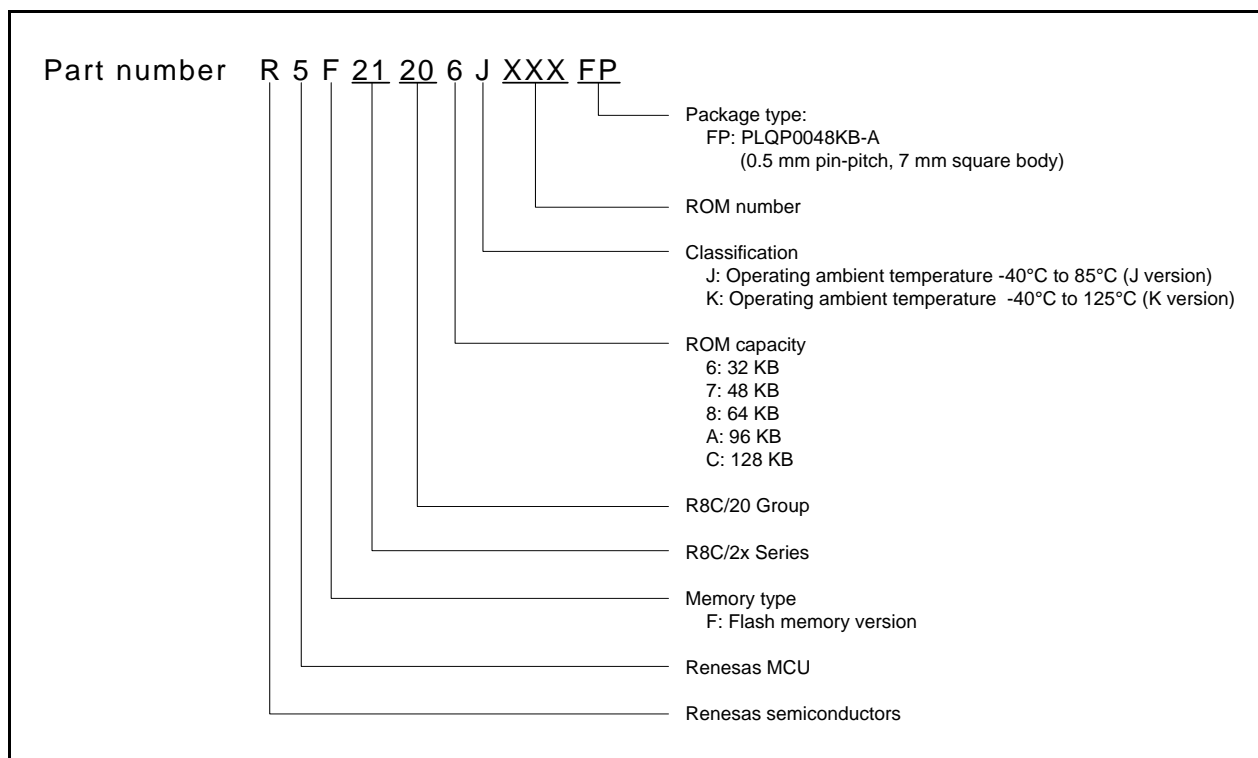 Part number R 5 F 21 20 6 J XXX FP
Package type:
FP: PLQP0048KB-A
(0.5 mm pin-pitch, 7 mm square body)
ROM number
Classification
J: Operating ambient temperature -40°C to 85°C (J version)
K: Operating ambient temperature -40°C to 125°C (K version)
ROM capacity
6: 32 KB
7: 48 KB
8: 64 KB
A: 96 KB
C: 128 KB
R8C/20 Group
R8C/2x Series
Memory type
F: Flash memory version
Renesas MCU
Renesas semiconductors